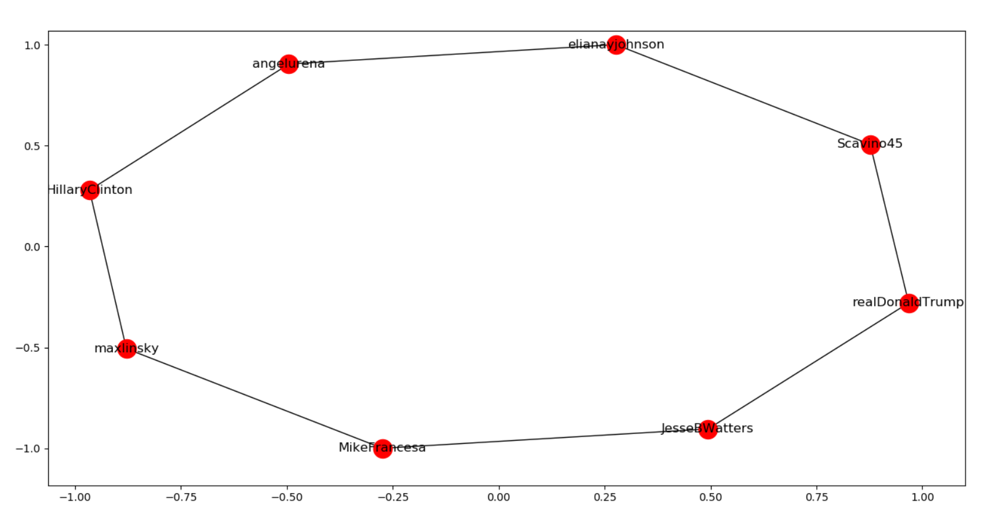 1.0
elianayjohnson
angelurena
0.5
Scavino45
HillaryClinton
0.0
realDonaldTrump
−0.5
maxlinsky
JesseBWatters
−1.0
MikeFrancesa
−1.00 −0.75 −0.50 −0.25 0.00 0.25 0.50 0.75 1.00